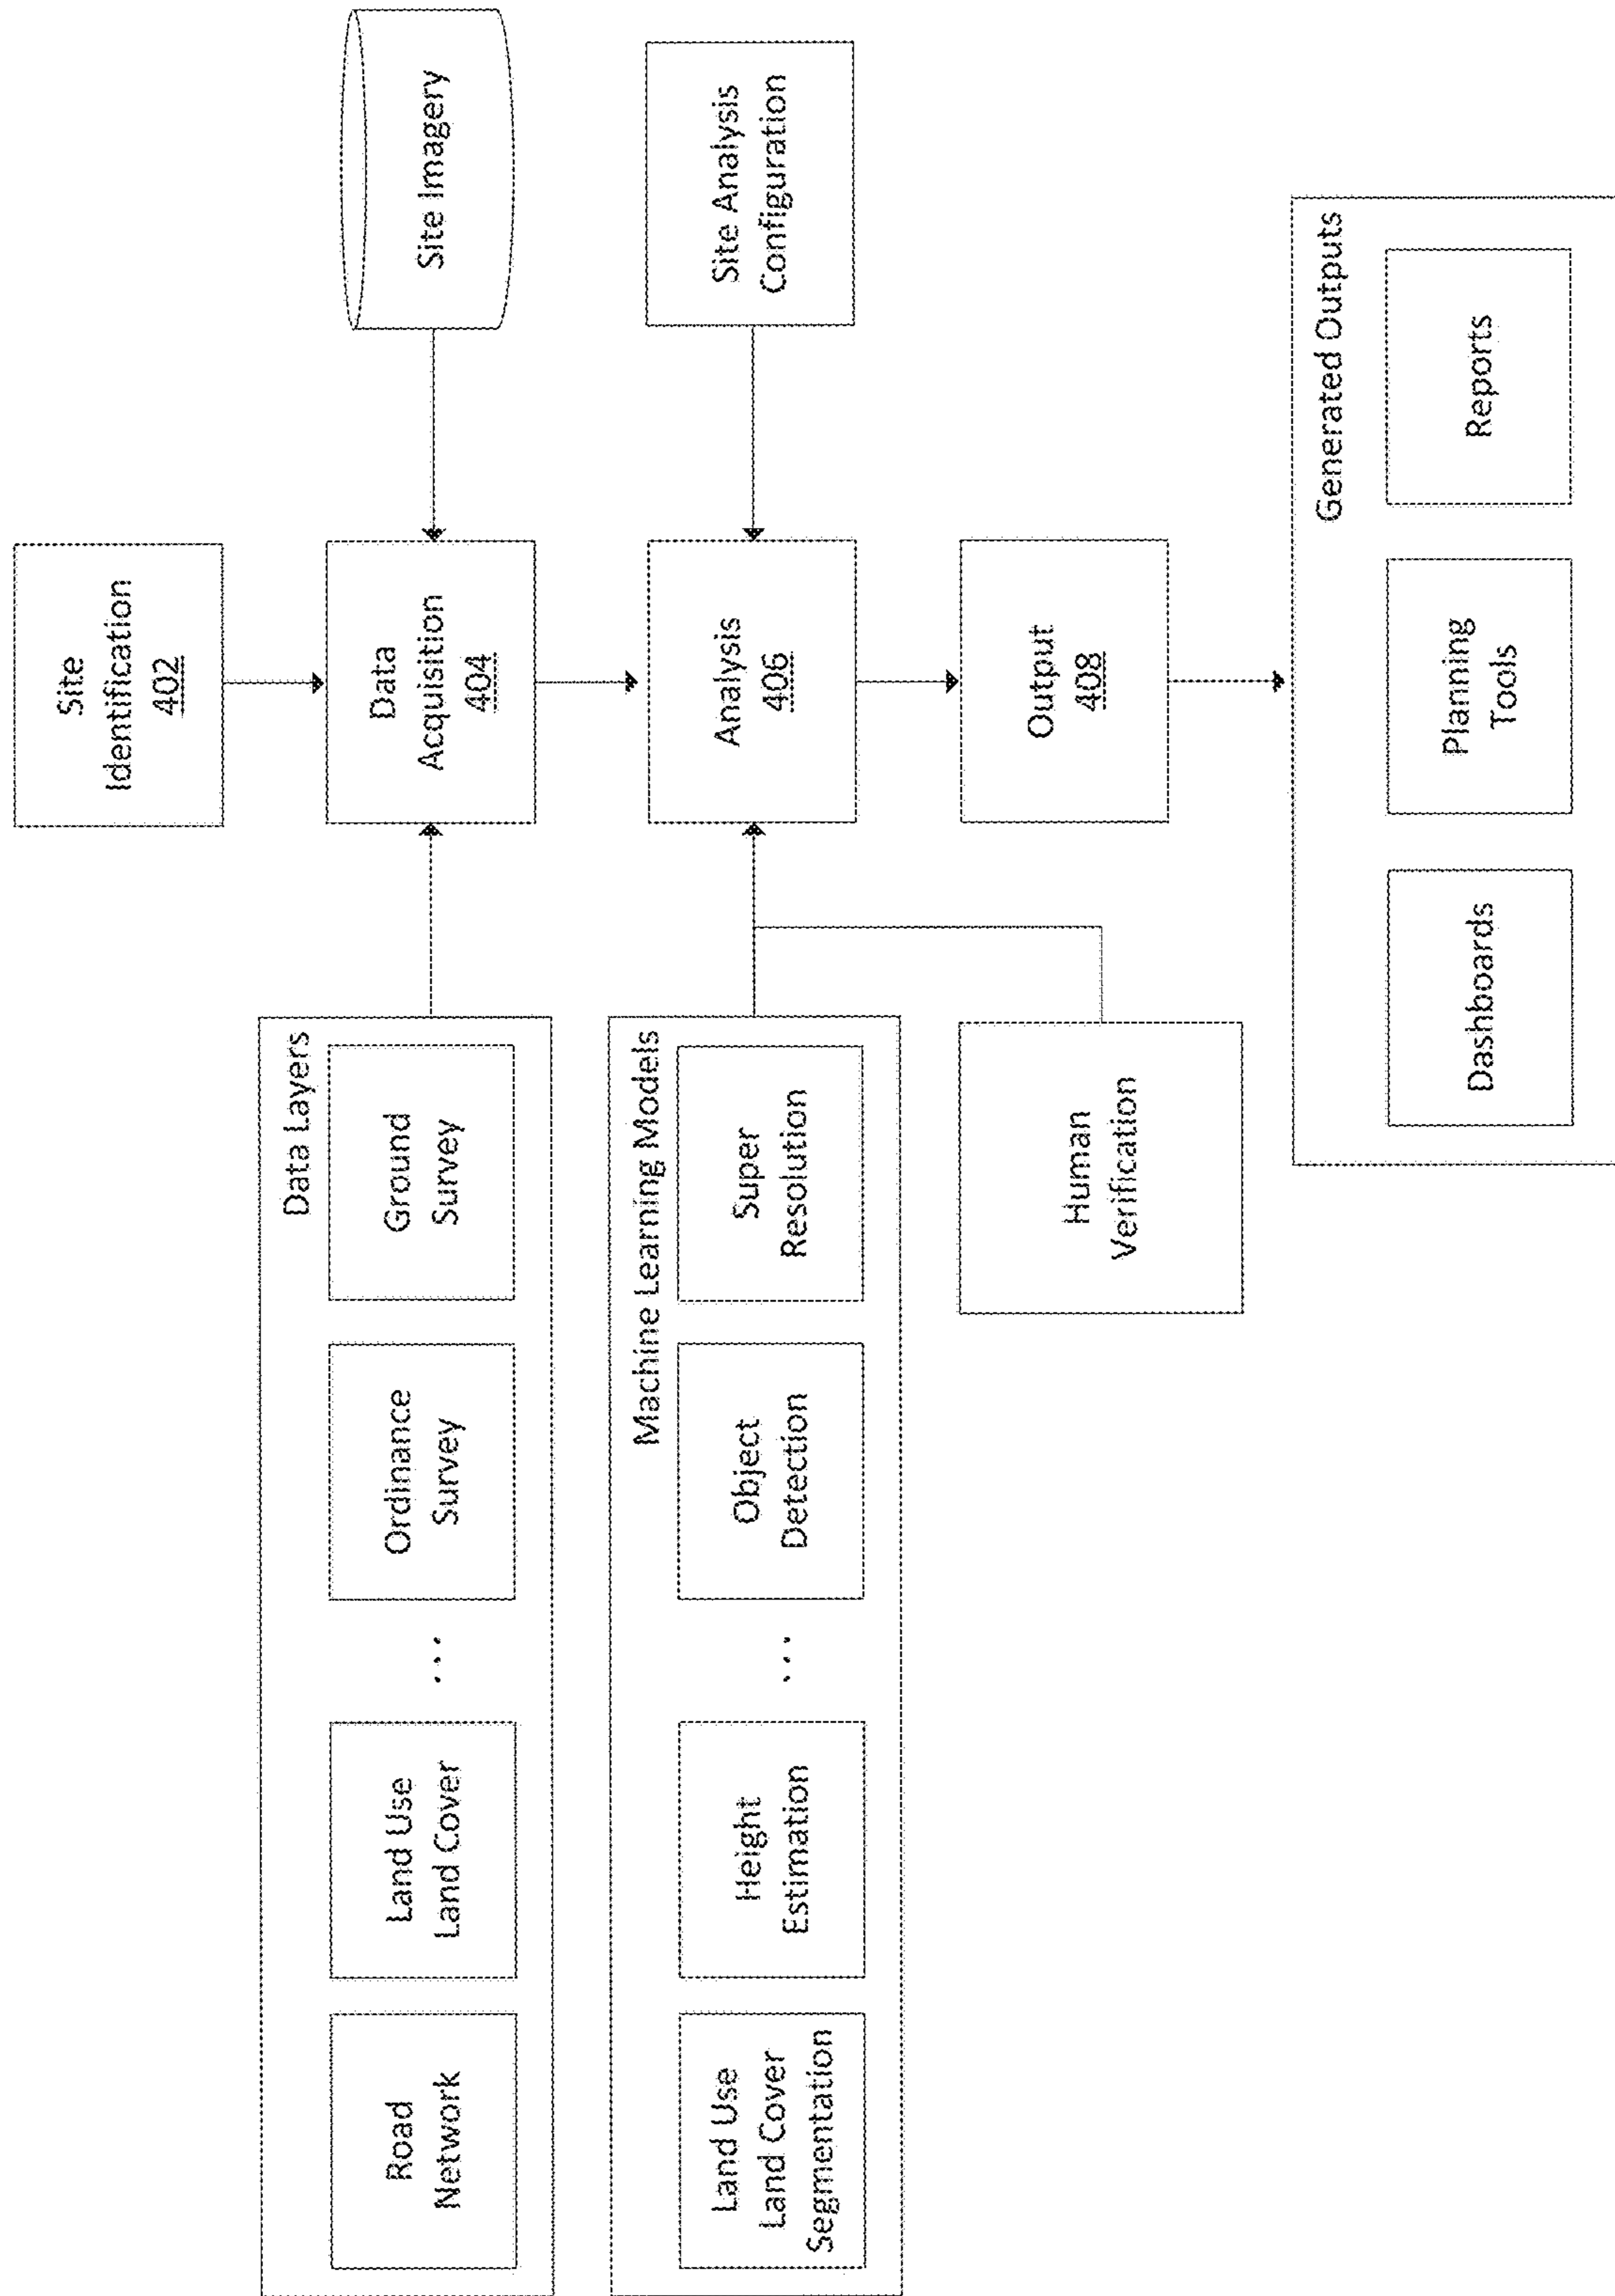 Site
Identification
402
Data Layers
Road
Network
Land Use
Land Cover
...
Ordinance
Survey
Ground
Survey
Data
Acquisition
404
Site Imagery
Machine Learning Models
Land Use
Land Cover
Segmentation
Height
Estimation
...
Object
Detection
Super
Resolution
Analysis
406
Site Analysis
Configuration
Human
Verification
Output
408
Generated Outputs
Dashboards
Planning
Tools
Reports